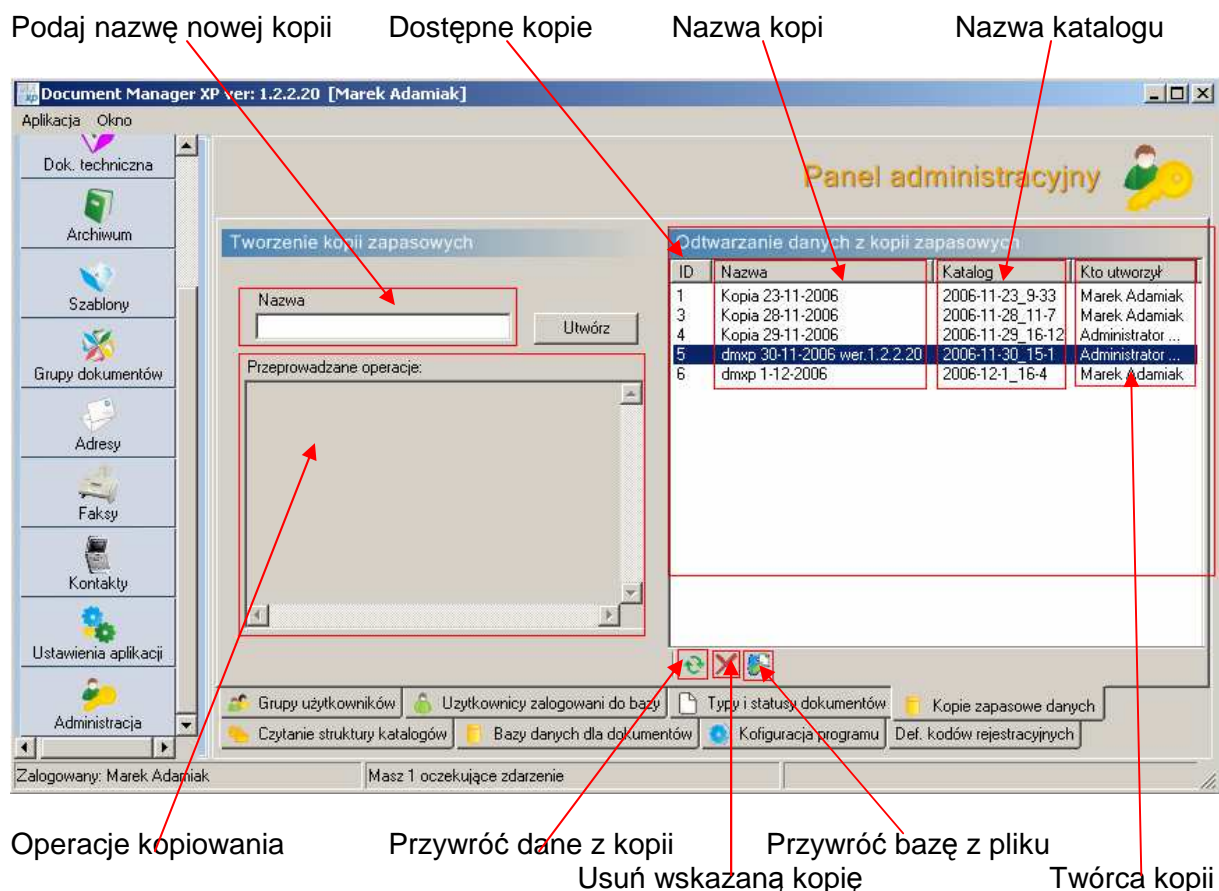 Podaj nazwę nowej kopii Dostępne kopie Nazwa kopi Nazwa katalogu
Document Manager XP ver: 1.2.2.20 [Marek Adamiak]
Aplikacja Okno
Dok. techniczna
Archiwum
Szablony
Grupy dokumentów
Adresy
Faksy
Kontakty
Ustawienia aplikacji
Administracja
Panel administracyjny
Tworzenie kopii zapasowych
Nazwa
Utwórz
Przeprowadzane operacje:
Odtwarzanie danych z kopii zapasowych
ID Nazwa Katalog Kto utworzył
1 Kopia 23-11-2006 2006-11-23_9-33 Marek Adamiak
3 Kopia 28-11-2006 2006-11-28_11-7 Marek Adamiak
4 Kopia 29-11-2006 2006-11-29_16-12 Administrator ...
5 dmxp 30-11-2006 wer.1.2.2.20 2006-11-30_15-1 Administrator ...
6 dmxp 1-12-2006 2006-12-1_16-4 Marek Adamiak
Grupy użytkowników Uzytkownicy zalogowani do bazy Typy i statusy dokumentów Kopie zapasowe danych
Czytanie struktury katalogów Bazy danych dla dokumentów Kofiguracja programu Def. kodów rejestracyjnych
Zalogowany: Marek Adamiak Masz 1 oczekujące zdarzenie
Operacje kopiowania Przywróć dane z kopii Przywróć bazę z pliku
Usuń wskazaną kopię Twórca kopii